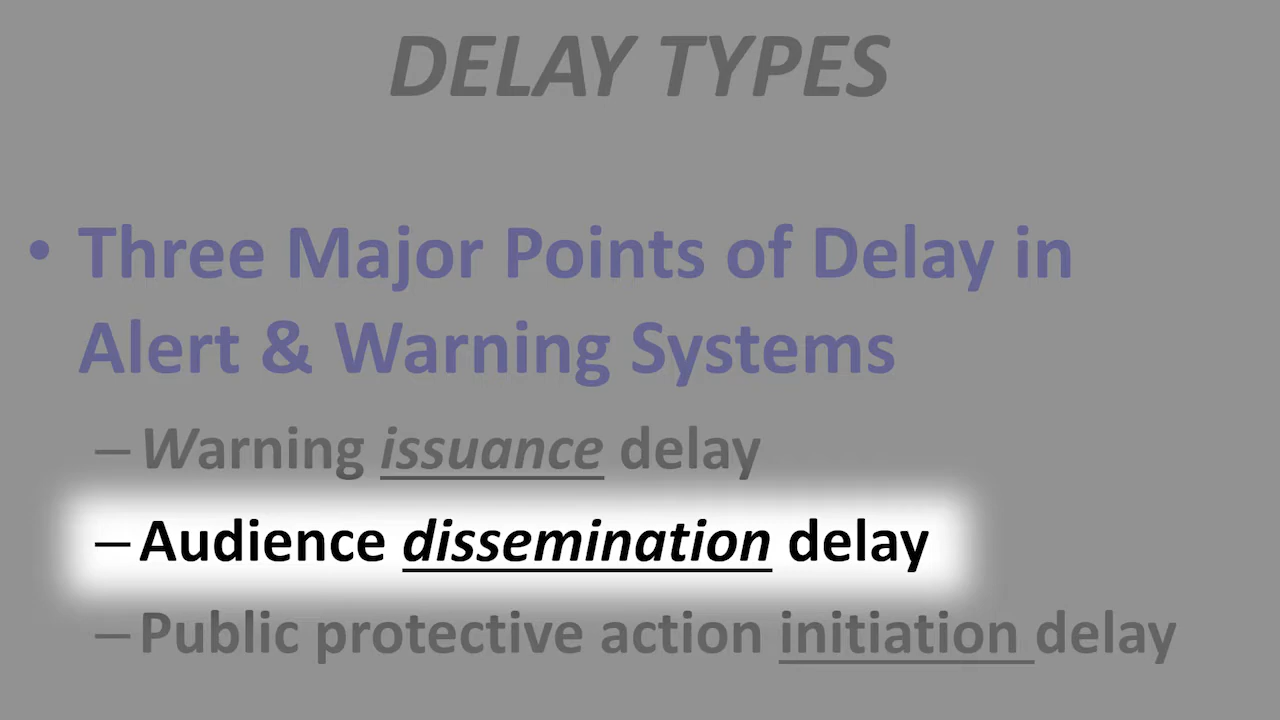 DELAY TYPES
• Three Major Points of Delay in
Alert & Warning Systems
– Warning issuance delay
– Audience dissemination delay
– Public protective action initiation delay